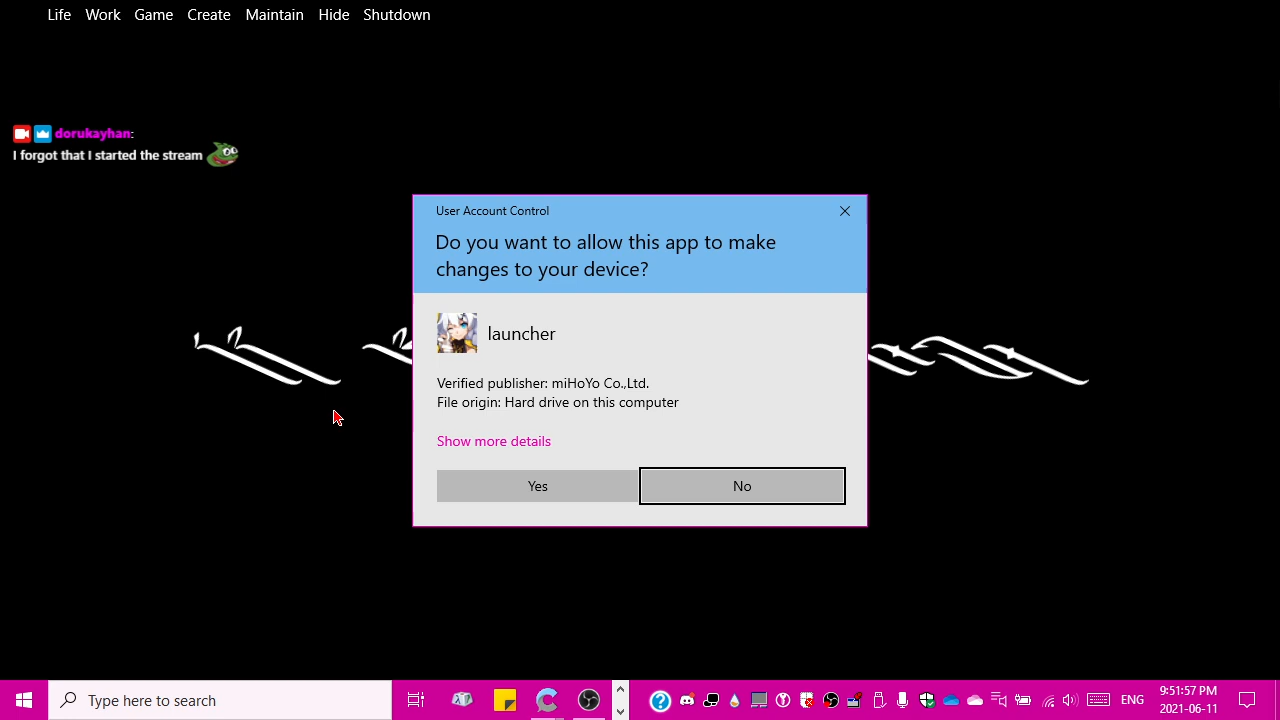 Life Work Game Create Maintain Hide Shutdown
dorukayhan:
I forgot that I started the stream
User Account Control
Do you want to allow this app to make
changes to your device?
launcher
Verified publisher: miHoYo Co.,Ltd.
File origin: Hard drive on this computer
Show more details
Yes No
Type here to search
ENG
9:51:57 PM
2021-06-11